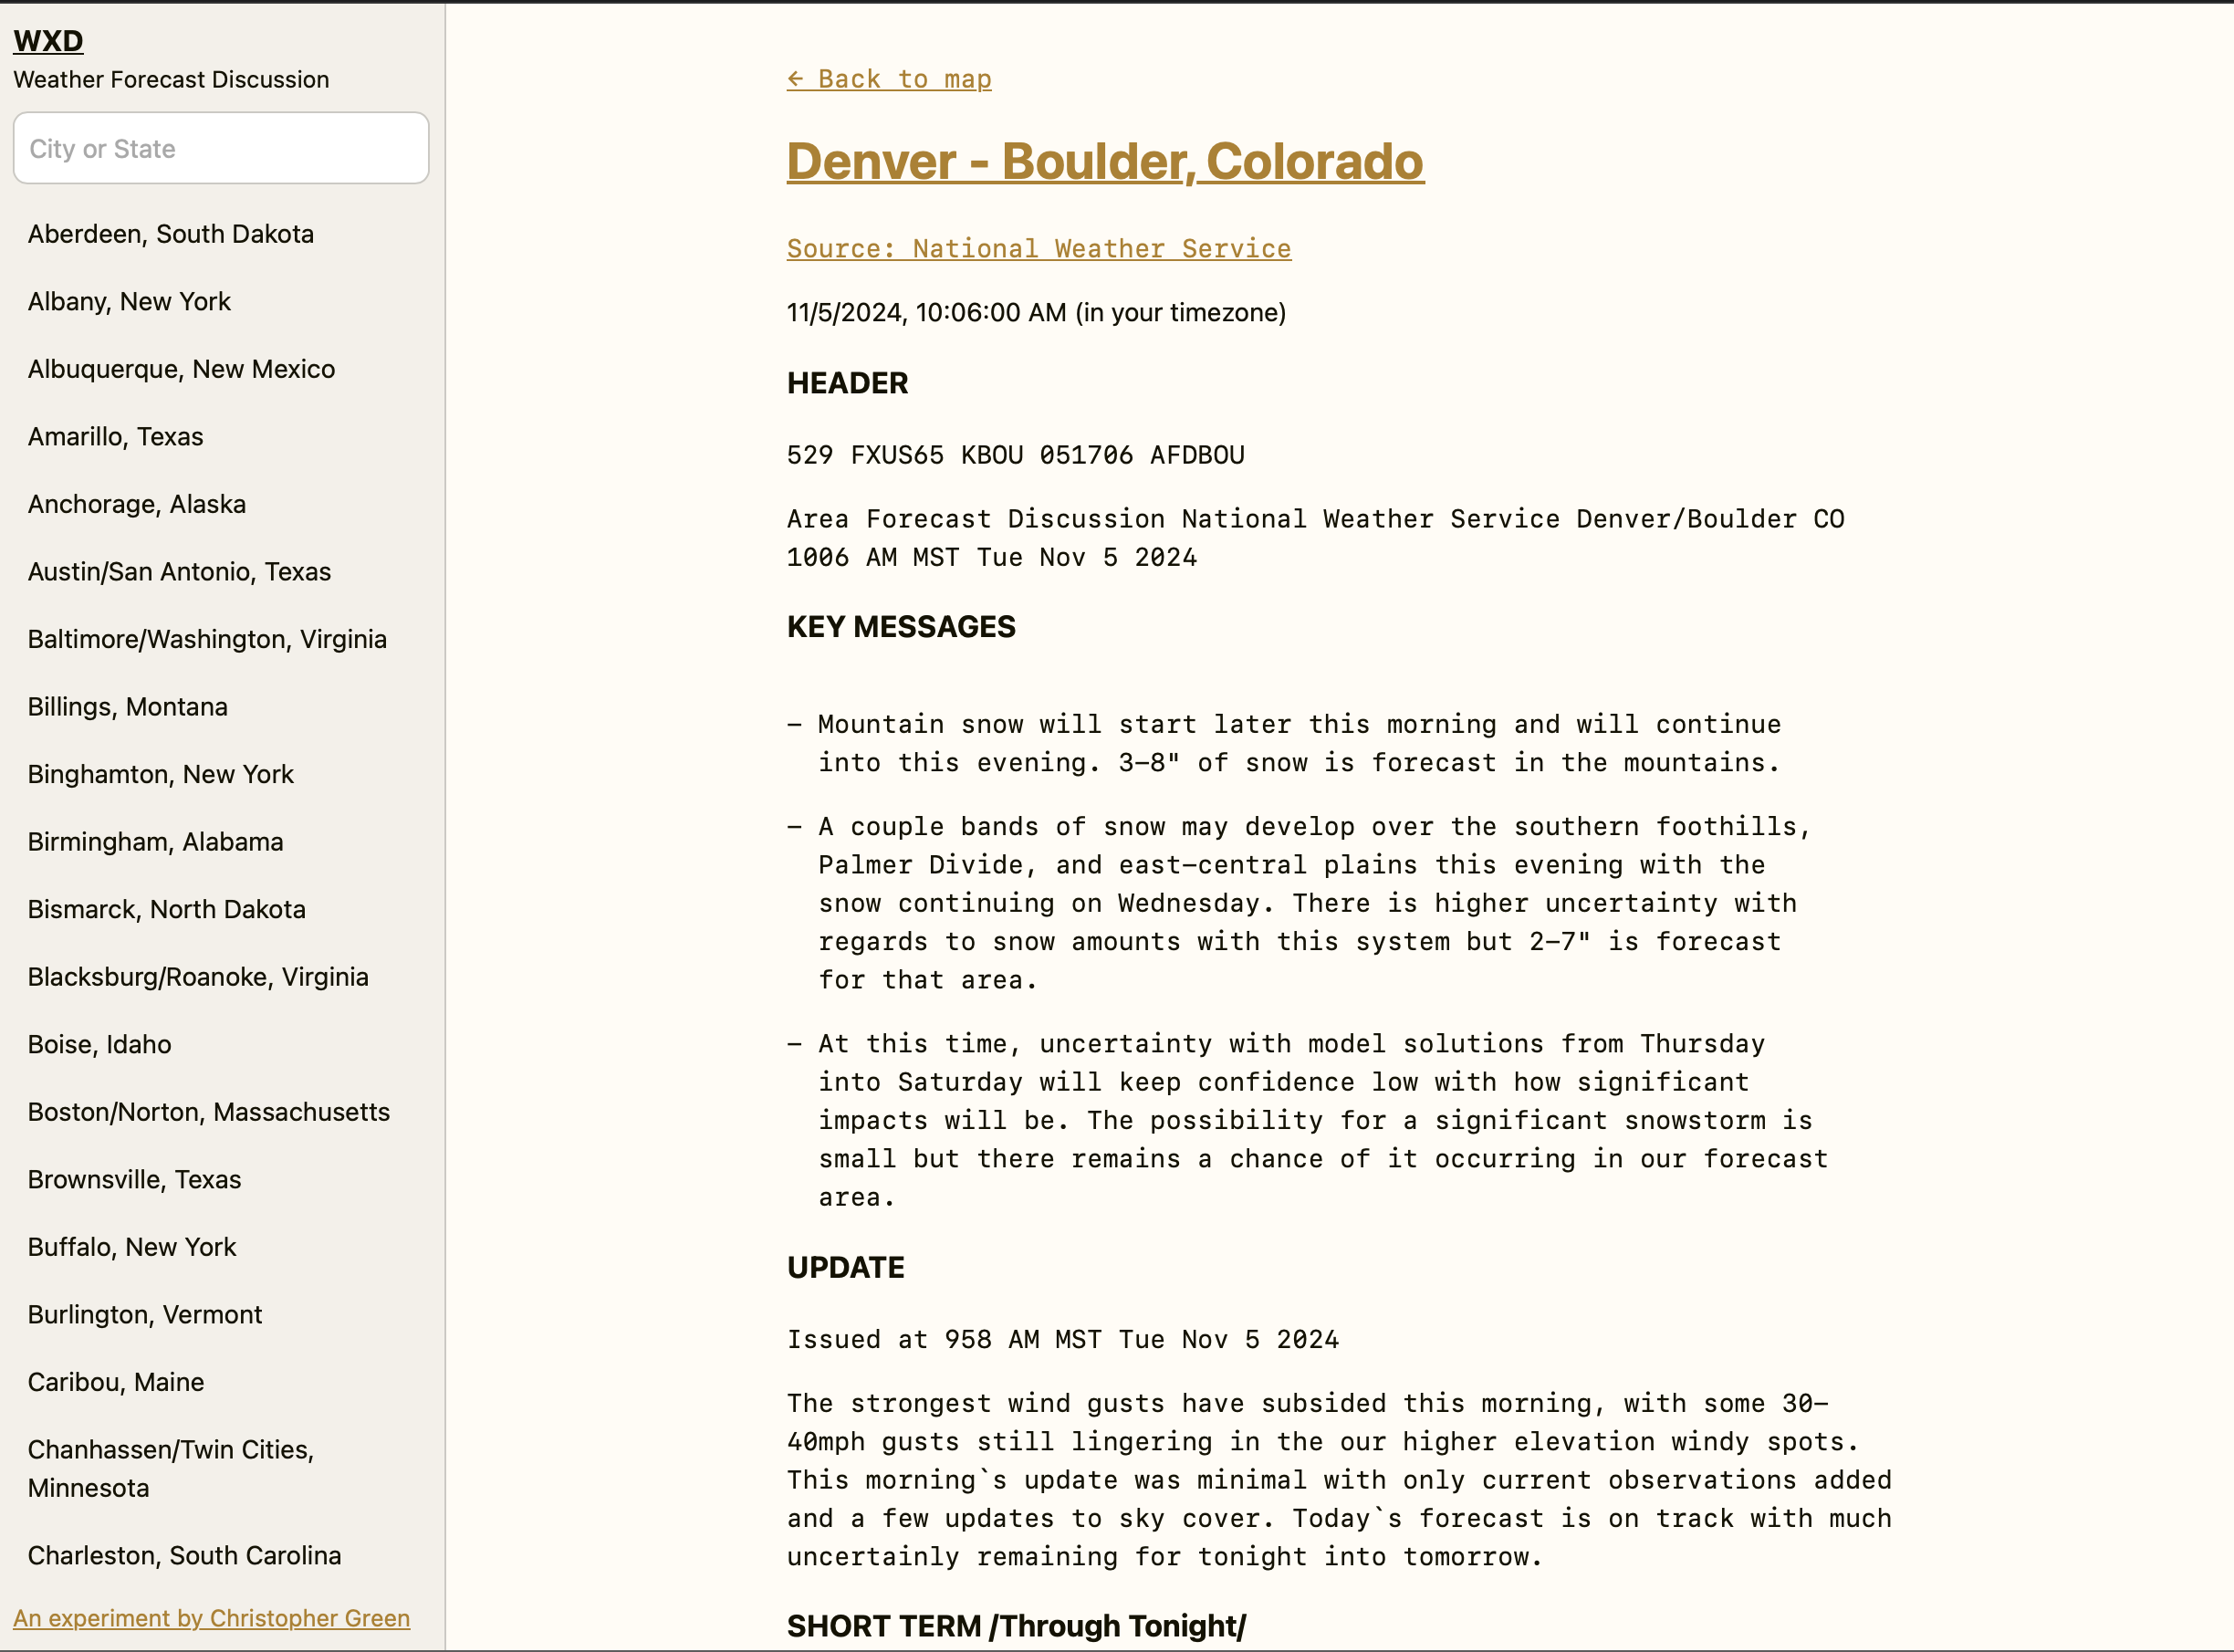 WXD
Weather Forecast Discussion
City or State
Aberdeen, South Dakota
Albany, New York
Albuquerque, New Mexico
Amarillo, Texas
Anchorage, Alaska
Austin/San Antonio, Texas
Baltimore/Washington, Virginia
Billings, Montana
Binghamton, New York
Birmingham, Alabama
Bismarck, North Dakota
Blacksburg/Roanoke, Virginia
Boise, Idaho
Boston/Norton, Massachusetts
Brownsville, Texas
Buffalo, New York
Burlington, Vermont
Caribou, Maine
Chanhassen/Twin Cities,
Minnesota
Charleston, South Carolina
An experiment by Christopher Green
← Back to map
Denver - Boulder, Colorado
Source: National Weather Service
11/5/2024, 10:06:00 AM (in your timezone)
HEADER
529 FXUS65 KBOU 051706 AFDBOU
Area Forecast Discussion National Weather Service Denver/Boulder CO
1006 AM MST Tue Nov 5 2024
KEY MESSAGES
- Mountain snow will start later this morning and will continue
into this evening. 3-8" of snow is forecast in the mountains.
- A couple bands of snow may develop over the southern foothills,
Palmer Divide, and east-central plains this evening with the
snow continuing on Wednesday. There is higher uncertainty with
regards to snow amounts with this system but 2-7" is forecast
for that area.
- At this time, uncertainty with model solutions from Thursday
into Saturday will keep confidence low with how significant
impacts will be. The possibility for a significant snowstorm is
small but there remains a chance of it occurring in our forecast
area.
UPDATE
Issued at 958 AM MST Tue Nov 5 2024
The strongest wind gusts have subsided this morning, with some 30-
40mph gusts still lingering in the our higher elevation windy spots.
This morning`s update was minimal with only current observations added
and a few updates to sky cover. Today`s forecast is on track with much
uncertainly remaining for tonight into tomorrow.
SHORT TERM /Through Tonight/